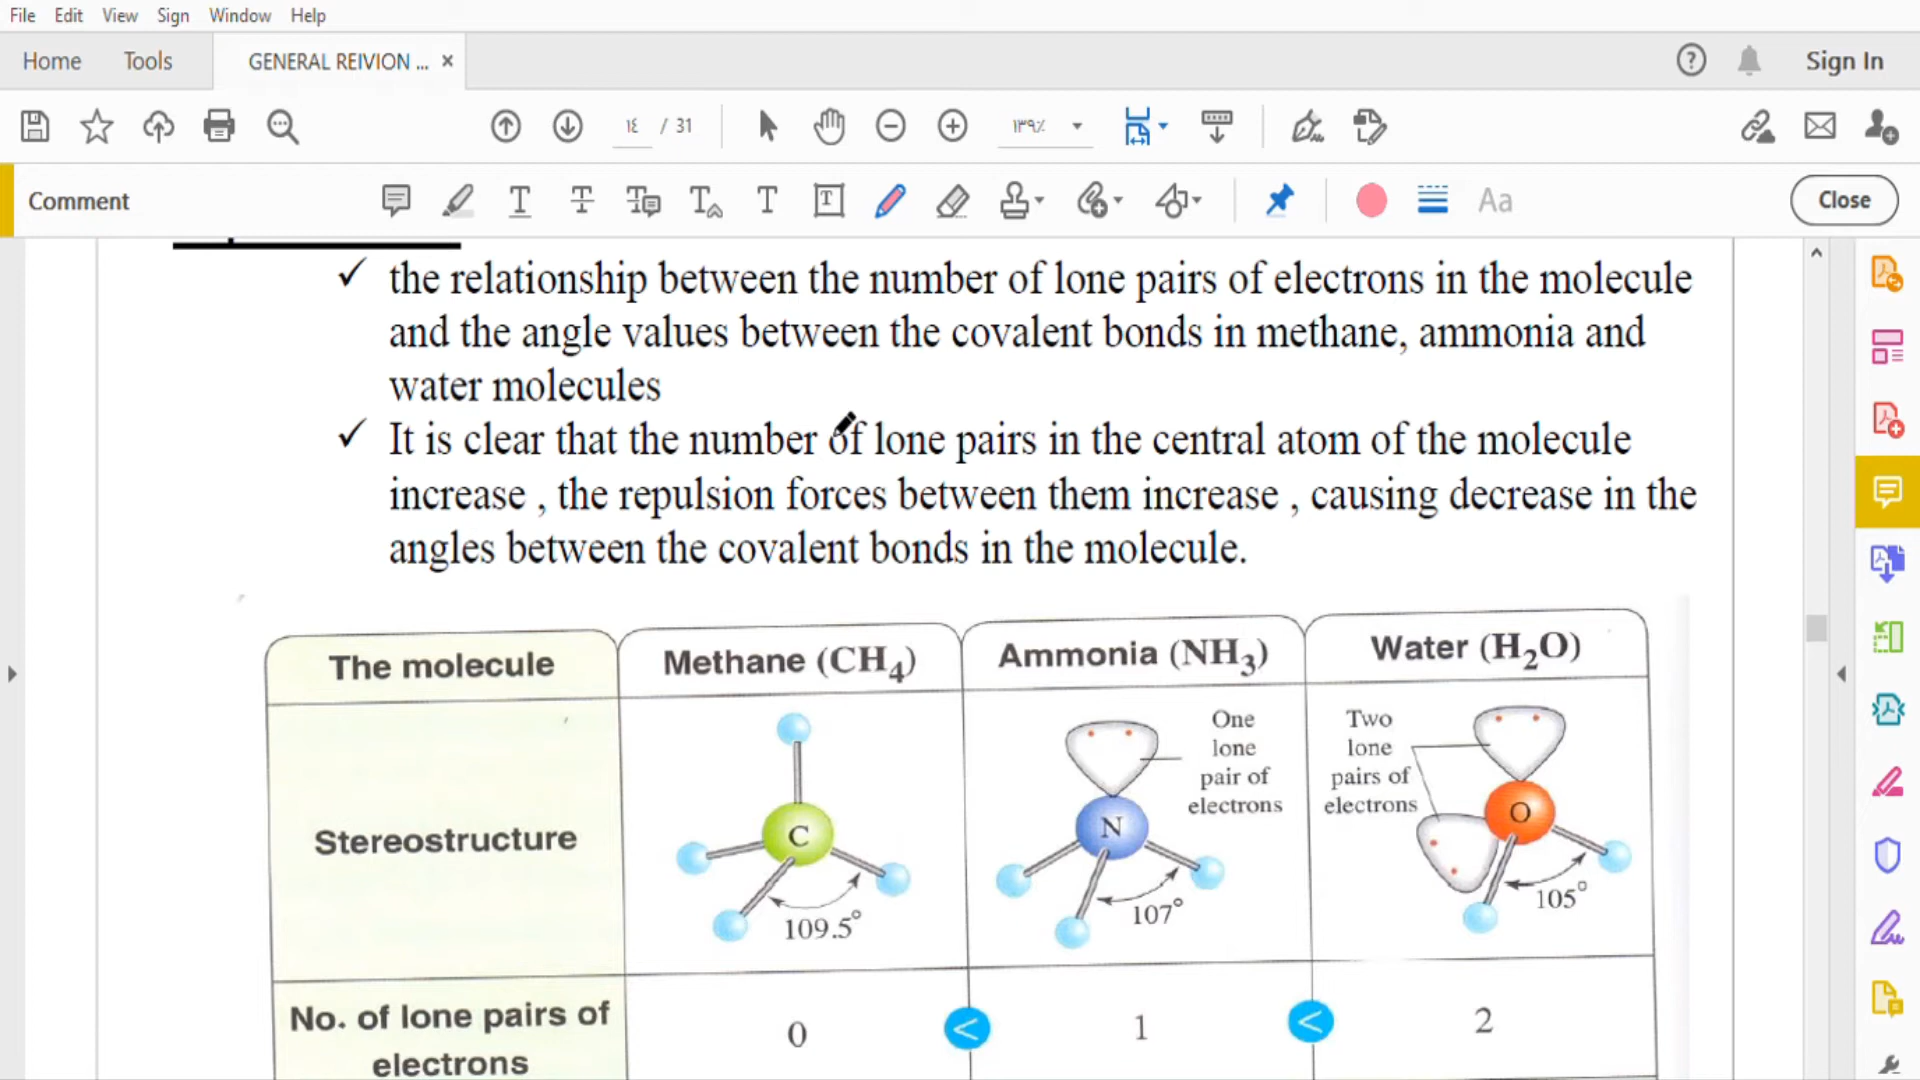 File Edit View Sign Window Help
Home Tools GENERAL REIVION ... × Sign In
١٤ / 31 ١٣٩٪
Comment Aa Close
the relationship between the number of lone pairs of electrons in the molecule
and the angle values between the covalent bonds in methane, ammonia and
water molecules
It is clear that the number of lone pairs in the central atom of the molecule
increase , the repulsion forces between them increase , causing decrease in the
angles between the covalent bonds in the molecule.
The molecule Methane (CH₄) Ammonia (NH₃) Water (H₂O)
Stereostructure
C
109.5°
One
lone
pair of
electrons
N
107°
Two
lone
pairs of
electrons
O
105°
No. of lone pairs of
electrons
0 < 1 < 2